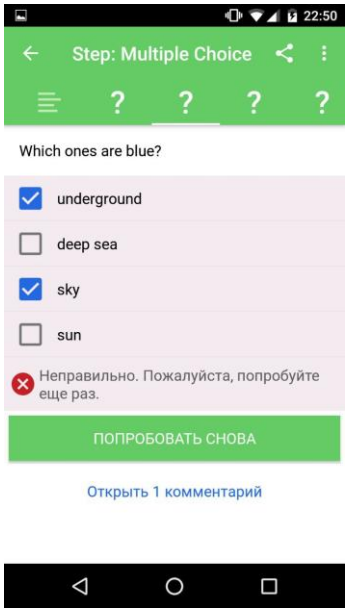 22:50
Step: Multiple Choice
? ? ? ?
Which ones are blue?
underground
deep sea
sky
sun
Неправильно. Пожалуйста, попробуйте
еще раз.
ПОПРОБОВАТЬ СНОВА
Открыть 1 комментарий